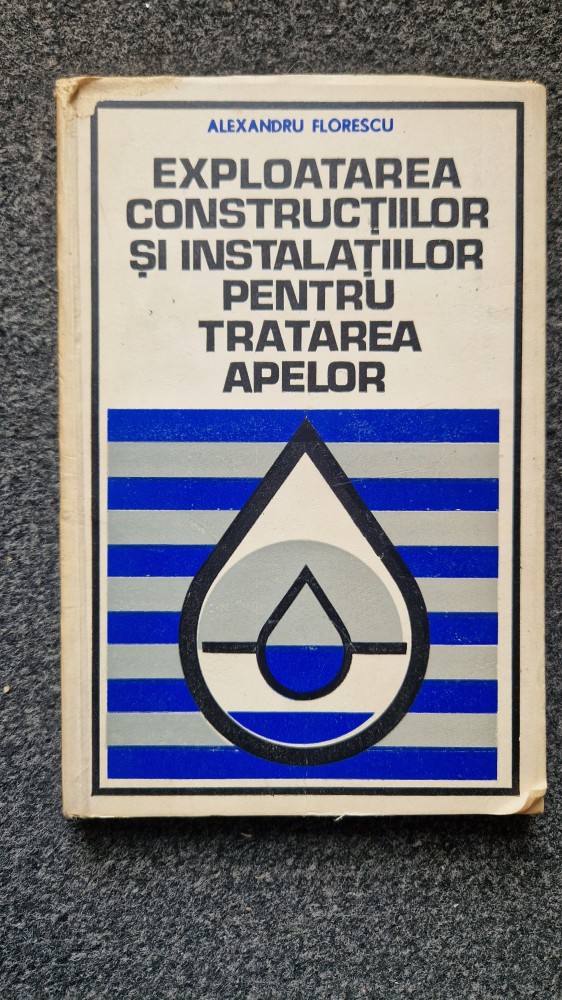 ALEXANDRU FLORESCU
EXPLOATAREA
CONSTRUCȚIILOR
ȘI INSTALAȚIILOR
PENTRU
TRATAREA
APELOR